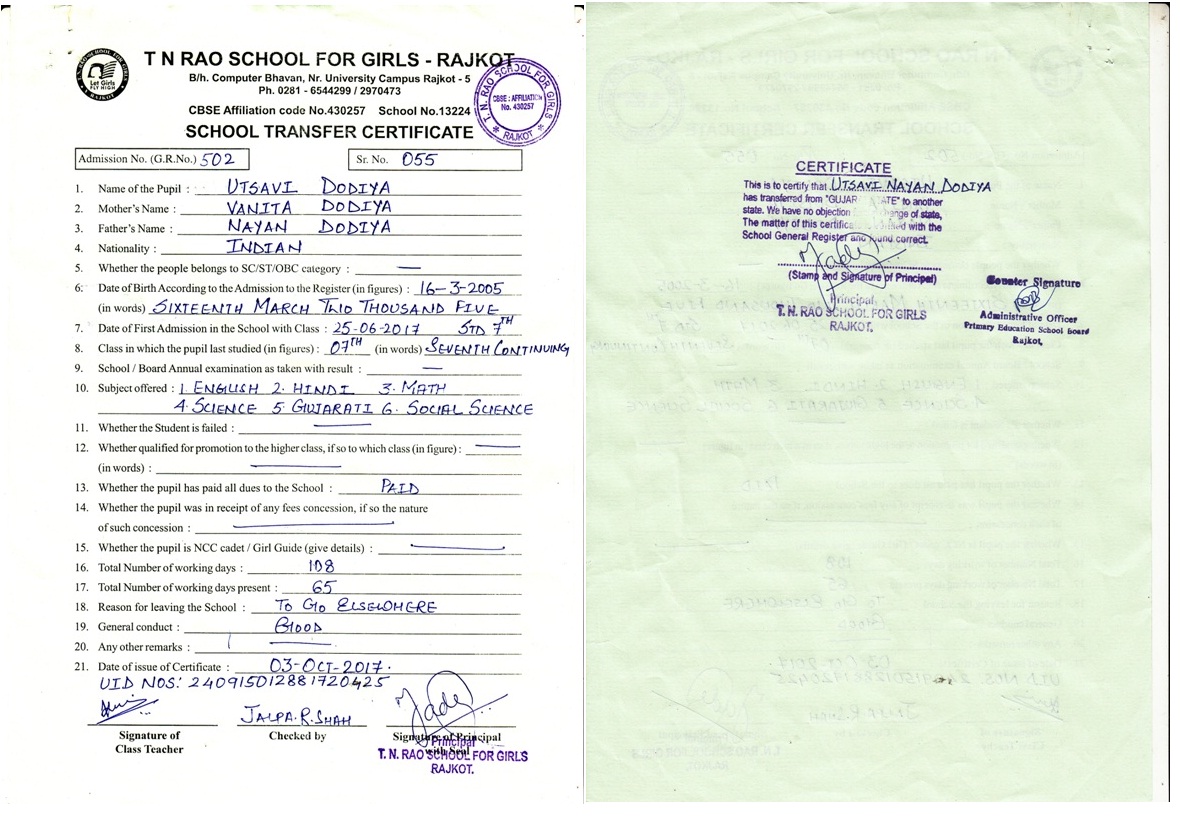 T N RAO SCHOOL FOR GIRLS - RAJKOT
B/h. Computer Bhavan, Nr. University Campus Rajkot - 5
Ph. 0281 - 6544299 / 2970473
CBSE Affiliation code No.430257 School No.13224
SCHOOL TRANSFER CERTIFICATE
Let Girls
FLY HIGH
T. N. RAO SCHOOL FOR GIRLS
CBSE : AFFILIATION
No. 430257
RAJKOT
Admission No. (G.R.No.) 502 Sr. No. 055
1. Name of the Pupil : UTSAVI DODIYA
2. Mother's Name : VANITA DODIYA
3. Father's Name : NAYAN DODIYA
4. Nationality : INDIAN
5. Whether the people belongs to SC/ST/OBC category : —
6: Date of Birth According to the Admission to the Register (in figures) : 16-3-2005
(in words) SIXTEENTH MARCH TWO THOUSAND FIVE
7. Date of First Admission in the School with Class : 25-06-2017 STD 7TH
8. Class in which the pupil last studied (in figures) : 07TH (in words) SEVENTH CONTINUING
9. School / Board Annual examination as taken with result : —
10. Subject offered : 1. ENGLISH 2. HINDI 3. MATH
4. SCIENCE 5. GUJARATI 6. SOCIAL SCIENCE
11. Whether the Student is failed : —
12. Whether qualified for promotion to the higher class, if so to which class (in figure) : —
(in words) : —
13. Whether the pupil has paid all dues to the School : PAID
14. Whether the pupil was in receipt of any fees concession, if so the nature
of such concession : —
15. Whether the pupil is NCC cadet / Girl Guide (give details) : —
16. Total Number of working days : 108
17. Total Number of working days present : 65
18. Reason for leaving the School : TO GO ELSEWHERE
19. General conduct : GOOD
20. Any other remarks : —
21. Date of issue of Certificate : 03-OCT-2017.
UID NOS: 240915012881720425
JALPA.R.SHAH
Signature of Class Teacher
Checked by
Signature of Principal
with Seal
Principal
T. N. RAO SCHOOL FOR GIRLS
RAJKOT.
CERTIFICATE
This is to certify that UTSAVI NAYAN DODIYA
has transferred from "GUJAR ATE" to another
state. We have no objection change of state,
The matter of this certificate with the
School General Register and found correct.
(Stamp and Signature of Principal)
Principal
T. N. RAO SCHOOL FOR GIRLS
RAJKOT.
Counter Signature
Administrative Officer
Primary Education School Board
Rajkot.